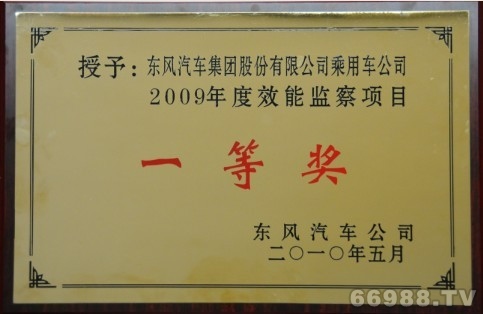 授予：东风汽车集团股份有限公司乘用车公司
2009年度效能监察项目
一等奖
东风汽车公司
二〇一〇年五月
66988.TV